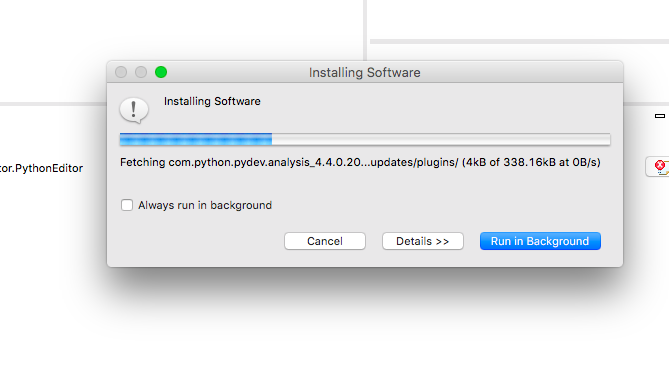 Installing Software
Installing Software
Fetching com.python.pydev.analysis_4.4.0.20...updates/plugins/ (4kB of 338.16kB at 0B/s)
tor.PythonEditor
Always run in background
Cancel
Details >>
Run in Background